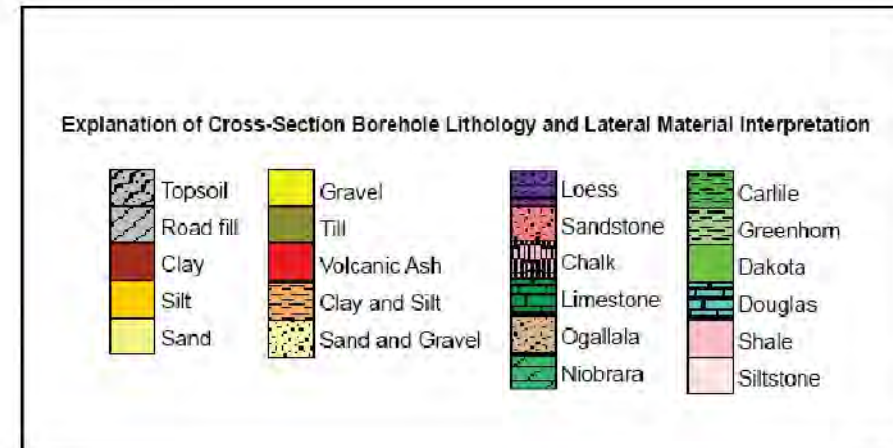 Explanation of Cross-Section Borehole Lithology and Lateral Material Interpretation
Topsoil
Road fill
Clay
Silt
Sand
Gravel
Till
Volcanic Ash
Clay and Silt
Sand and Gravel
Loess
Sandstone
Chalk
Limestone
Ogallala
Niobrara
Carlile
Greenhorn
Dakota
Douglas
Shale
Siltstone